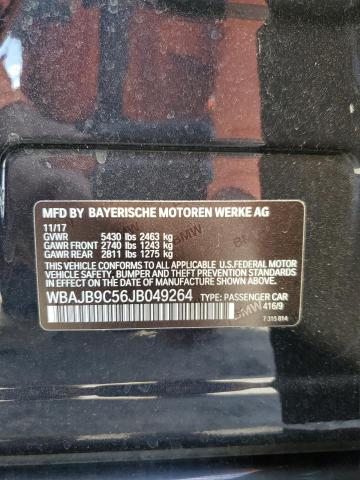 MFD BY BAYERISCHE MOTOREN WERKE AG
11/17
GVWR 5430 lbs 2463 kg
GAWR FRONT 2740 lbs 1243 kg
GAWR REAR 2811 lbs 1275 kg
THIS VEHICLE CONFORMS TO ALL APPLICABLE U.S.FEDERAL MOTOR
VEHICLE SAFETY, BUMPER AND THEFT PREVENTION STANDARDS IN
EFFECT ON THE DATE OF MANUFACTURE SHOWN ABOVE.
WBAJB9C56JB049264 TYPE: PASSENGER CAR
416/9
7 315 814